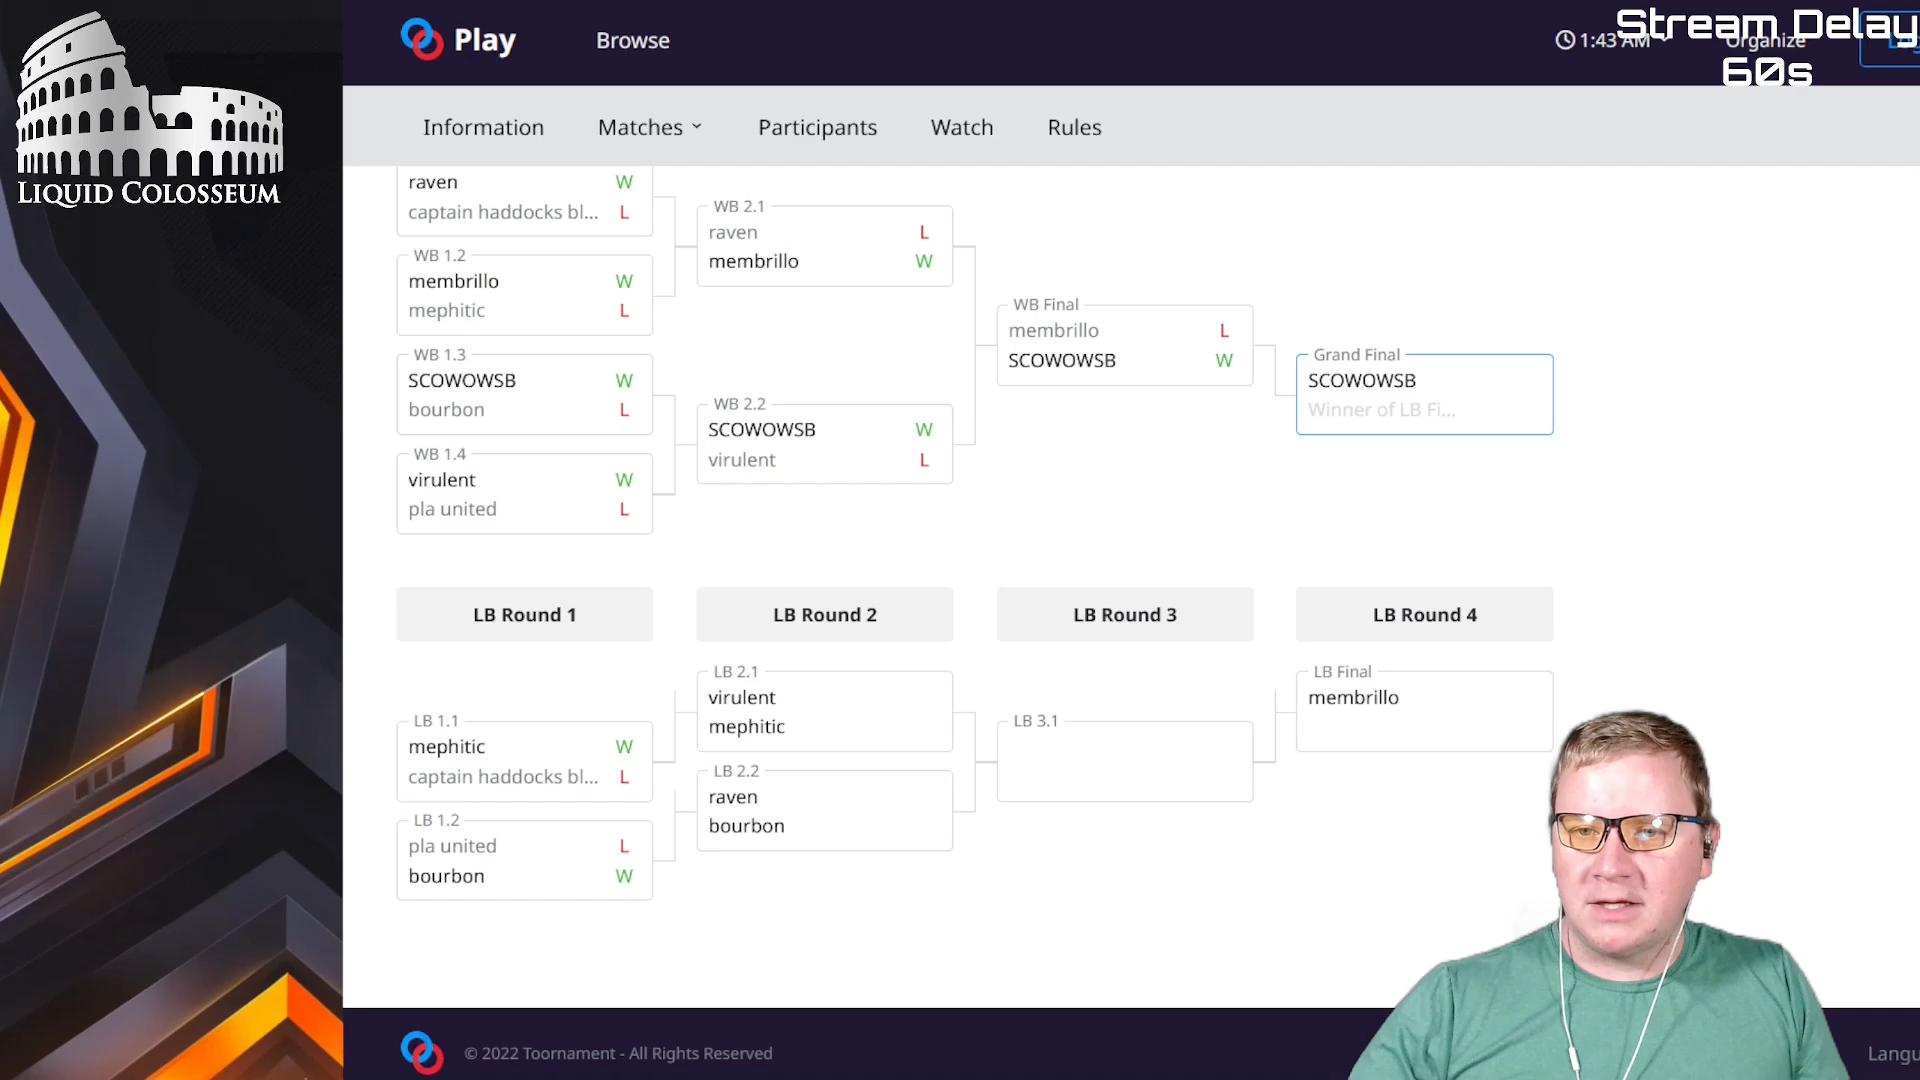 LIQUID COLOSSEUM
Play
Browse
1:43 AM
Organize
Stream Delay
60s
Information
Matches
Participants
Watch
Rules
raven W
captain haddocks bl... L
WB 1.2
membrillo W
mephitic L
WB 1.3
SCOWOWSB W
bourbon L
WB 1.4
virulent W
pla united L
WB 2.1
raven L
membrillo W
WB 2.2
SCOWOWSB W
virulent L
WB Final
membrillo L
SCOWOWSB W
Grand Final
SCOWOWSB
Winner of LB Fi...
LB Round 1
LB Round 2
LB Round 3
LB Round 4
LB 1.1
mephitic W
captain haddocks bl... L
LB 1.2
pla united L
bourbon W
LB 2.1
virulent
mephitic
LB 2.2
raven
bourbon
LB 3.1
LB Final
membrillo
© 2022 Toornament - All Rights Reserved
Langu